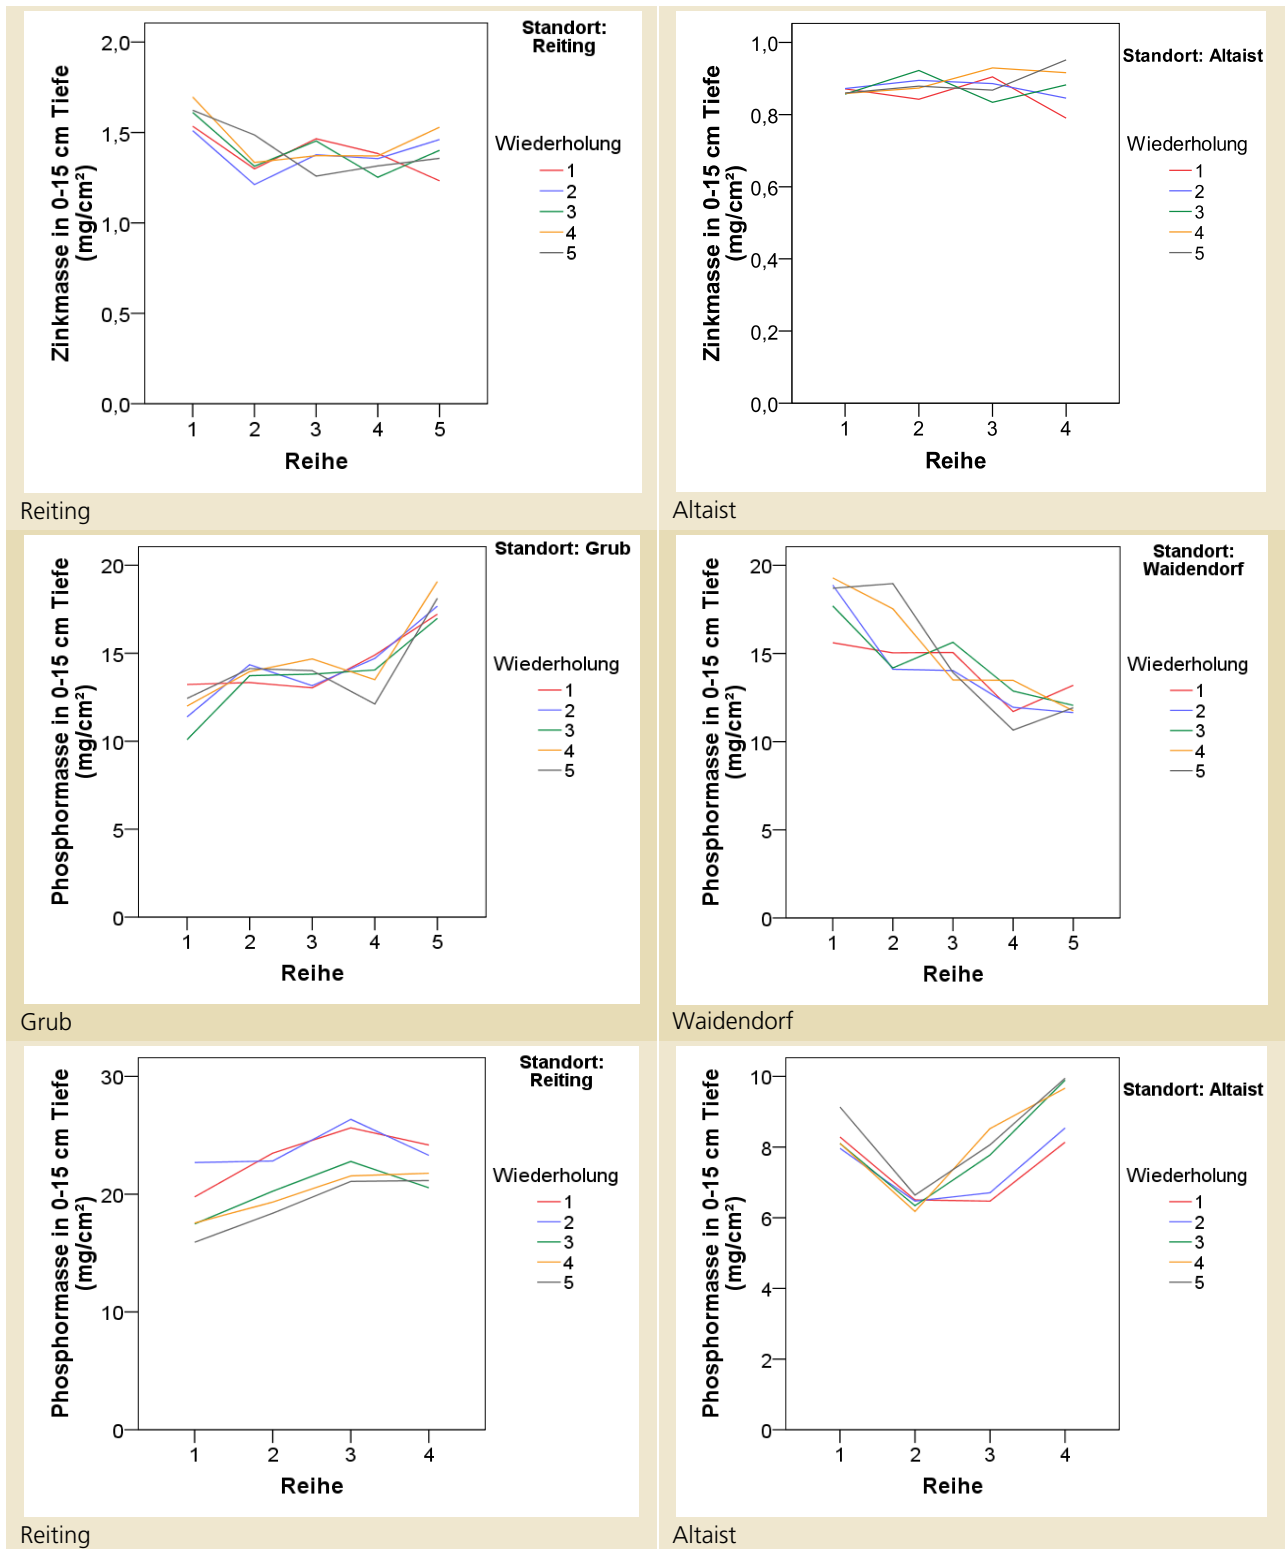 Standort:
Reiting
Zinkmasse in 0-15 cm Tiefe
(mg/cm²)
2,0
1,5
1,0
0,5
0,0
1 2 3 4 5
Reihe
Wiederholung
1
2
3
4
5
Reiting
Standort: Altaist
Zinkmasse in 0-15 cm Tiefe
(mg/cm²)
1,0
0,8
0,6
0,4
0,2
0,0
1 2 3 4
Reihe
Wiederholung
1
2
3
4
5
Altaist
Standort: Grub
Phosphormasse in 0-15 cm Tiefe
(mg/cm²)
20
15
10
5
0
1 2 3 4 5
Reihe
Wiederholung
1
2
3
4
5
Grub
Standort:
Waidendorf
Phosphormasse in 0-15 cm Tiefe
(mg/cm²)
20
15
10
5
0
1 2 3 4 5
Reihe
Wiederholung
1
2
3
4
5
Waidendorf
Standort:
Reiting
Phosphormasse in 0-15 cm Tiefe
(mg/cm²)
30
20
10
0
1 2 3 4
Reihe
Wiederholung
1
2
3
4
5
Reiting
Standort: Altaist
Phosphormasse in 0-15 cm Tiefe
(mg/cm²)
10
8
6
4
2
0
1 2 3 4
Reihe
Wiederholung
1
2
3
4
5
Altaist